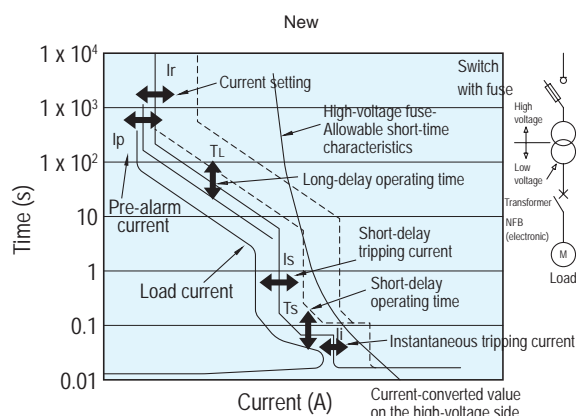 New
1 x 10⁴
1 x 10³
1 x 10²
10
1
0.1
0.01
Time (s)
Current (A)
Ir
Current setting
Ip
Pre-alarm
current
TL
Long-delay operating time
High-voltage fuse-
Allowable short-time
characteristics
Load current
Is
Short-delay
tripping current
Ts
Short-delay
operating time
Ii
Instantaneous tripping current
Current-converted value
on the high-voltage side
Switch
with fuse
High
voltage
Low
voltage
Transformer
NFB
(electronic)
M
Load